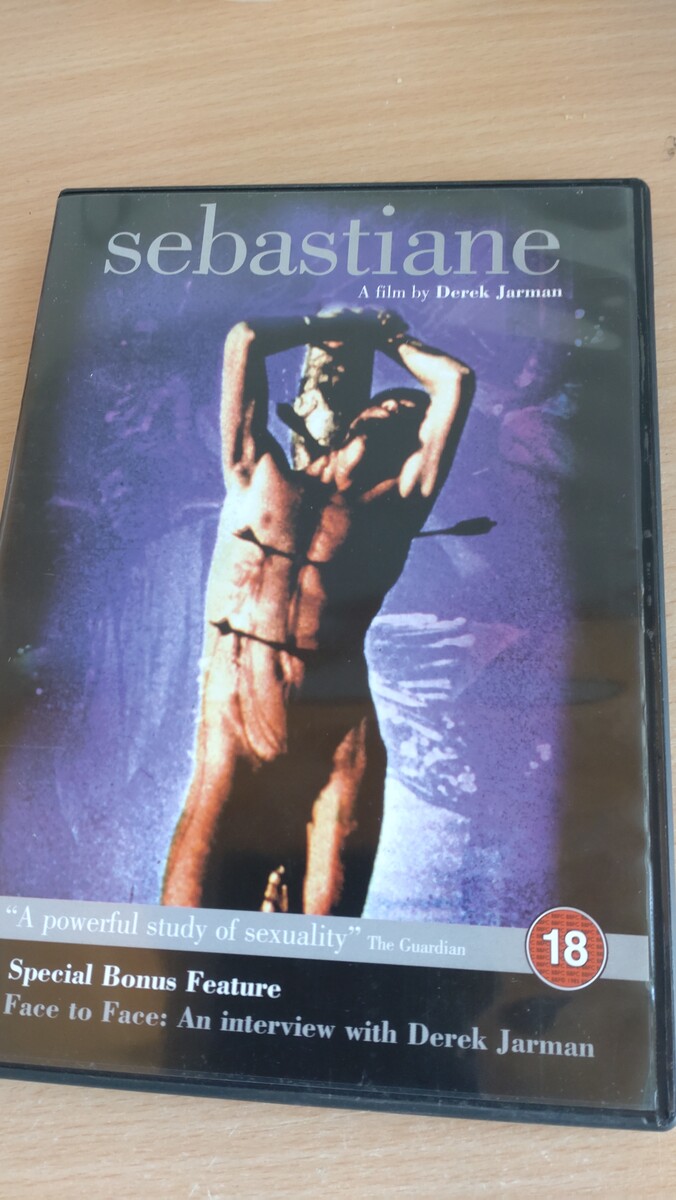 sebastiane
A film by Derek Jarman
“A powerful study of sexuality” The Guardian
18
Special Bonus Feature
Face to Face: An interview with Derek Jarman